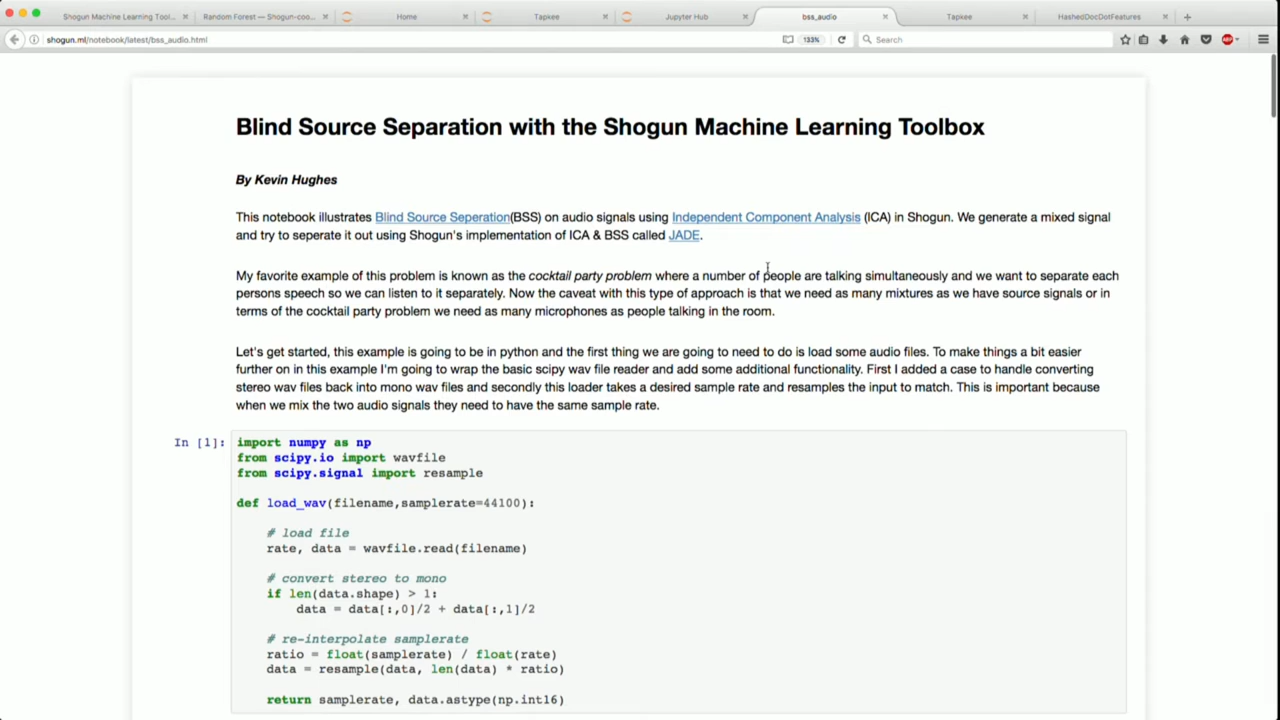 Shogun Machine Learning Tool...
Random Forest — Shogun-coo...
Home
Tapkee
Jupyter Hub
bss_audio
Tapkee
HashedDocDotFeatures
shogun.ml/notebook/latest/bss_audio.html
133%
Search
ABP
Blind Source Separation with the Shogun Machine Learning Toolbox
By Kevin Hughes
This notebook illustrates Blind Source Seperation(BSS) on audio signals using Independent Component Analysis (ICA) in Shogun. We generate a mixed signal
and try to seperate it out using Shogun's implementation of ICA & BSS called JADE.
My favorite example of this problem is known as the cocktail party problem where a number of people are talking simultaneously and we want to separate each
persons speech so we can listen to it separately. Now the caveat with this type of approach is that we need as many mixtures as we have source signals or in
terms of the cocktail party problem we need as many microphones as people talking in the room.
Let's get started, this example is going to be in python and the first thing we are going to need to do is load some audio files. To make things a bit easier
further on in this example I'm going to wrap the basic scipy wav file reader and add some additional functionality. First I added a case to handle converting
stereo wav files back into mono wav files and secondly this loader takes a desired sample rate and resamples the input to match. This is important because
when we mix the two audio signals they need to have the same sample rate.
In [1]:
import numpy as np
from scipy.io import wavfile
from scipy.signal import resample
def load_wav(filename,samplerate=44100):
# load file
rate, data = wavfile.read(filename)
# convert stereo to mono
if len(data.shape) > 1:
data = data[:,0]/2 + data[:,1]/2
# re-interpolate samplerate
ratio = float(samplerate) / float(rate)
data = resample(data, len(data) * ratio)
return samplerate, data.astype(np.int16)